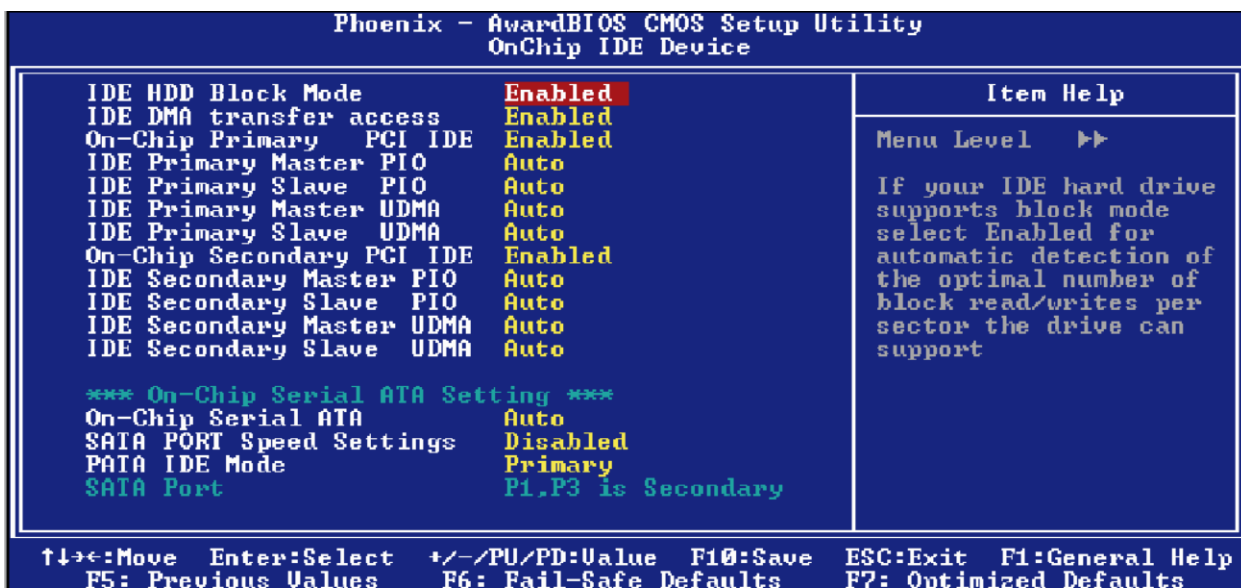 Phoenix - AwardBIOS CMOS Setup Utility
OnChip IDE Device
IDE HDD Block Mode Enabled
IDE DMA transfer access Enabled
On-Chip Primary PCI IDE Enabled
IDE Primary Master PIO Auto
IDE Primary Slave PIO Auto
IDE Primary Master UDMA Auto
IDE Primary Slave UDMA Auto
On-Chip Secondary PCI IDE Enabled
IDE Secondary Master PIO Auto
IDE Secondary Slave PIO Auto
IDE Secondary Master UDMA Auto
IDE Secondary Slave UDMA Auto
*** On-Chip Serial ATA Setting ***
On-Chip Serial ATA Auto
SATA PORT Speed Settings Disabled
PATA IDE Mode Primary
SATA Port P1,P3 is Secondary
Item Help
Menu Level ▶▶
If your IDE hard drive
supports block mode
select Enabled for
automatic detection of
the optimal number of
block read/writes per
sector the drive can
support
↑↓→←:Move Enter:Select +/-/PU/PD:Value F10:Save ESC:Exit F1:General Help
F5: Previous Values F6: Fail-Safe Defaults F7: Optimized Defaults